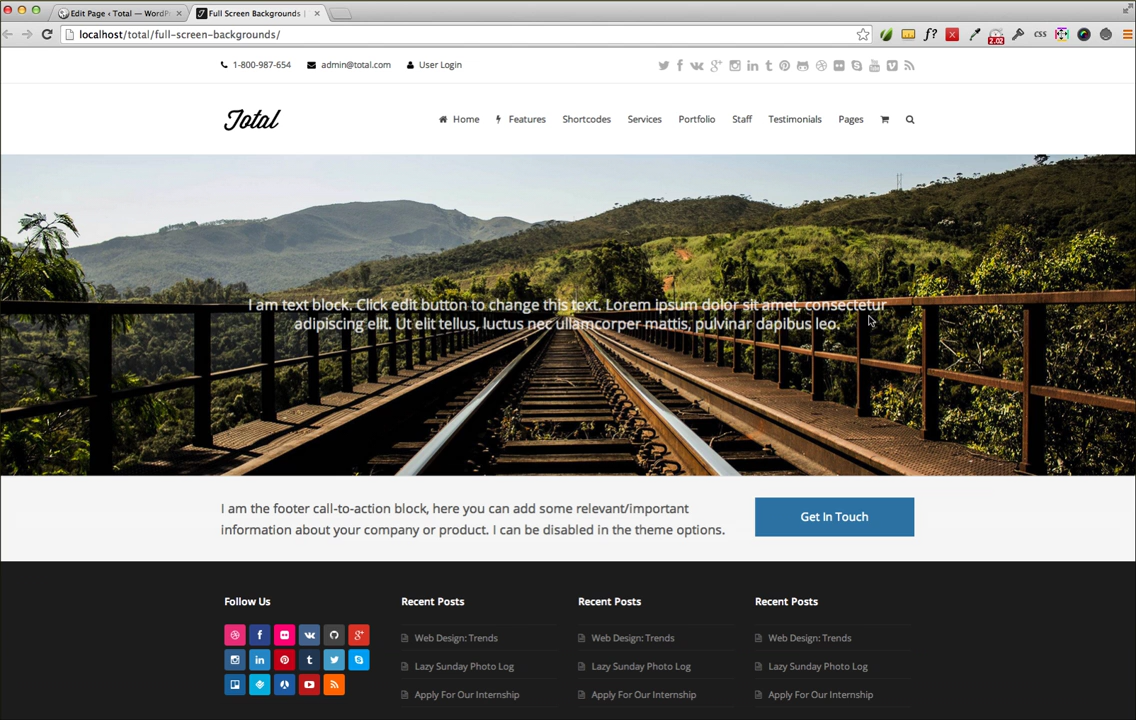 Edit Page ‹ Total — WordP
Full Screen Backgrounds |
localhost/total/full-screen-backgrounds/
f?
2.02
CSS
1-800-987-654 admin@total.com User Login
Total
Home Features Shortcodes Services Portfolio Staff Testimonials Pages
I am text block. Click edit button to change this text. Lorem ipsum dolor sit amet, consectetur
adipiscing elit. Ut elit tellus, luctus nec ullamcorper mattis, pulvinar dapibus leo.
I am the footer call-to-action block, here you can add some relevant/important
information about your company or product. I can be disabled in the theme options.
Get In Touch
Follow Us
Recent Posts
Web Design: Trends
Lazy Sunday Photo Log
Apply For Our Internship
Recent Posts
Web Design: Trends
Lazy Sunday Photo Log
Apply For Our Internship
Recent Posts
Web Design: Trends
Lazy Sunday Photo Log
Apply For Our Internship